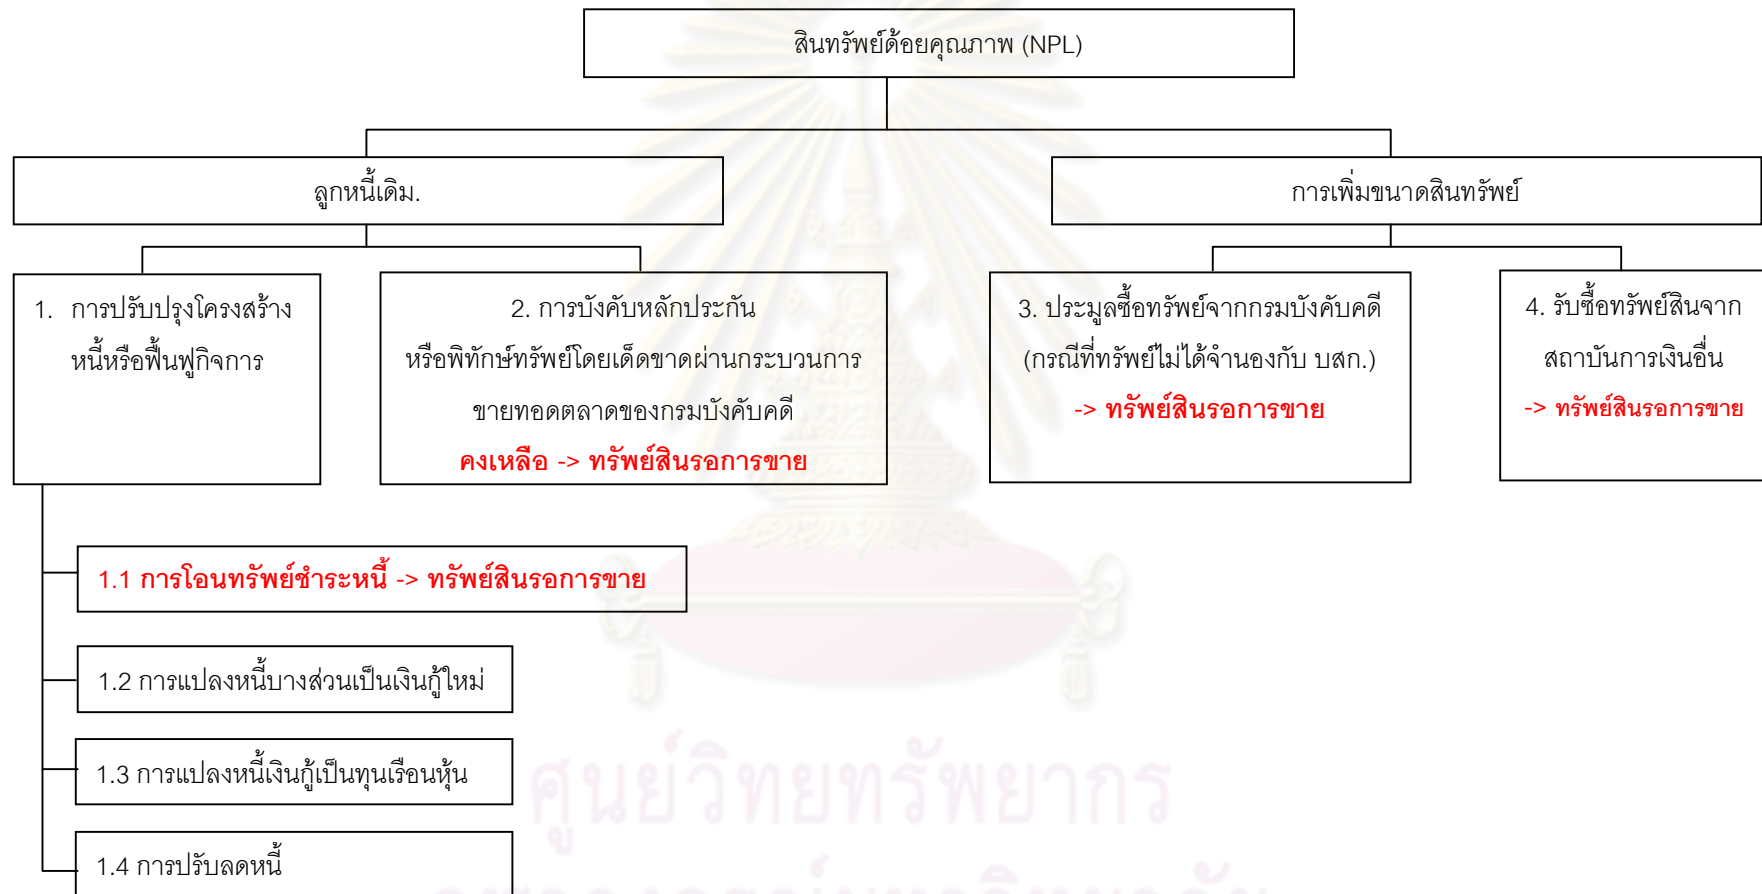 สินทรัพย์ด้อยคุณภาพ (NPL)
ลูกหนี้เดิม.
การเพิ่มขนาดสินทรัพย์
1. การปรับปรุงโครงสร้าง
หนี้หรือฟื้นฟูกิจการ
2. การบังคับหลักประกัน
หรือพิทักษ์ทรัพย์โดยเด็ดขาดผ่านกระบวนการ
ขายทอดตลาดของกรมบังคับคดี
คงเหลือ -> ทรัพย์สินรอการขาย
3. ประมูลซื้อทรัพย์จากกรมบังคับคดี
(กรณีที่ทรัพย์ไม่ได้จำนองกับ บสก.)
-> ทรัพย์สินรอการขาย
4. รับซื้อทรัพย์สินจาก
สถาบันการเงินอื่น
-> ทรัพย์สินรอการขาย
1.1 การโอนทรัพย์ชำระหนี้ -> ทรัพย์สินรอการขาย
1.2 การแปลงหนี้บางส่วนเป็นเงินกู้ใหม่
1.3 การแปลงหนี้เงินกู้เป็นทุนเรือนหุ้น
1.4 การปรับลดหนี้
ศูนย์วิทยทรัพยากร